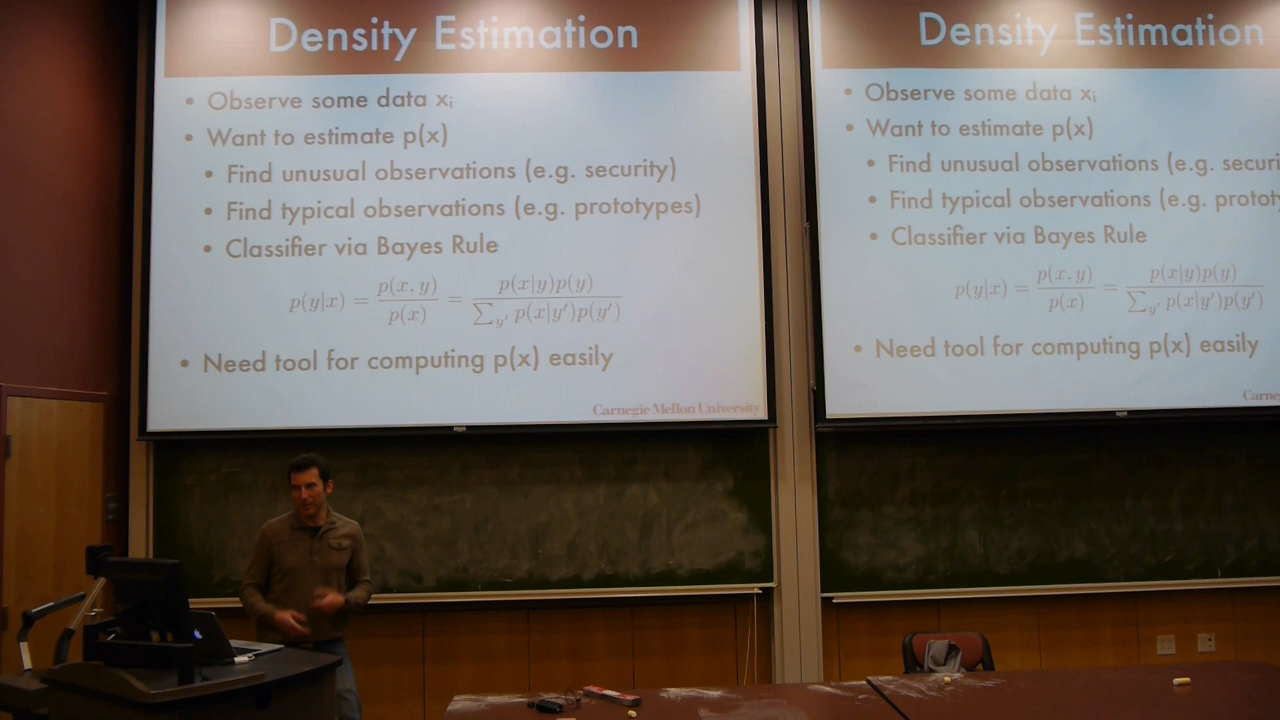 Density Estimation
• Observe some data xᵢ
• Want to estimate p(x)
• Find unusual observations (e.g. security)
• Find typical observations (e.g. prototypes)
• Classifier via Bayes Rule
p(y|x) = p(x, y) / p(x) = p(x|y)p(y) / ∑_{y'} p(x|y')p(y')
• Need tool for computing p(x) easily
Carnegie Mellon University
Density Estimation
• Observe some data xᵢ
• Want to estimate p(x)
• Find unusual observations (e.g. securi
• Find typical observations (e.g. protot
• Classifier via Bayes Rule
p(y|x) = p(x, y) / p(x) = p(x|y)p(y) / ∑_{y'} p(x|y')p(y')
• Need tool for computing p(x) easily
Carne